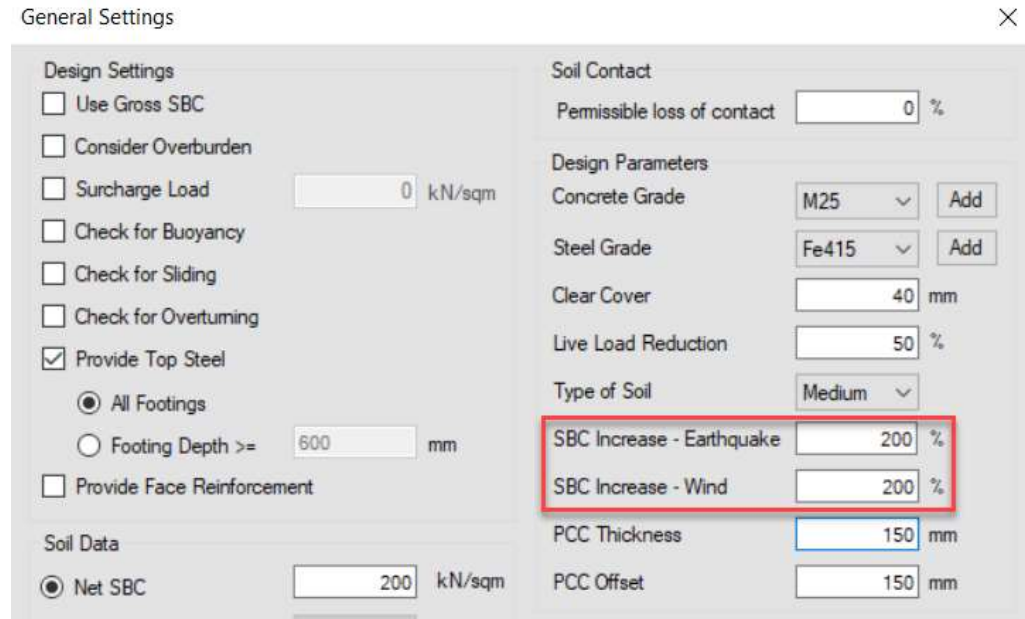 General Settings
Design Settings
Use Gross SBC
Consider Overburden
Surcharge Load 0 kN/sqm
Check for Buoyancy
Check for Sliding
Check for Overturning
Provide Top Steel
All Footings
Footing Depth >= 600 mm
Provide Face Reinforcement
Soil Data
Net SBC 200 kN/sqm
Soil Contact
Permissible loss of contact 0 %
Design Parameters
Concrete Grade M25 Add
Steel Grade Fe415 Add
Clear Cover 40 mm
Live Load Reduction 50 %
Type of Soil Medium
SBC Increase - Earthquake 200 %
SBC Increase - Wind 200 %
PCC Thickness 150 mm
PCC Offset 150 mm